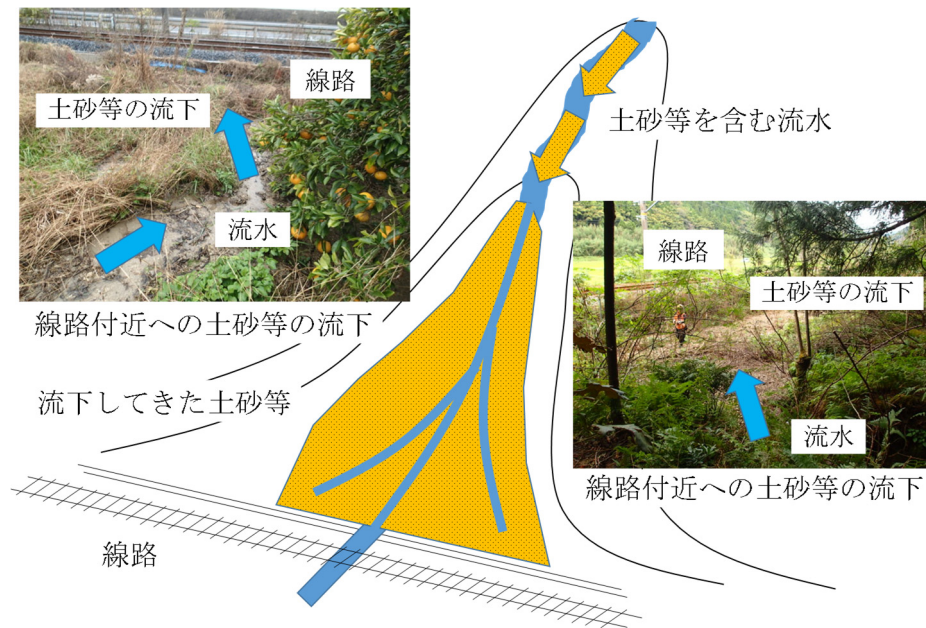 線路
土砂等の流下
流水
線路付近への土砂等の流下
土砂等を含む流水
線路
土砂等の流下
流水
線路付近への土砂等の流下
流下してきた土砂等
線路